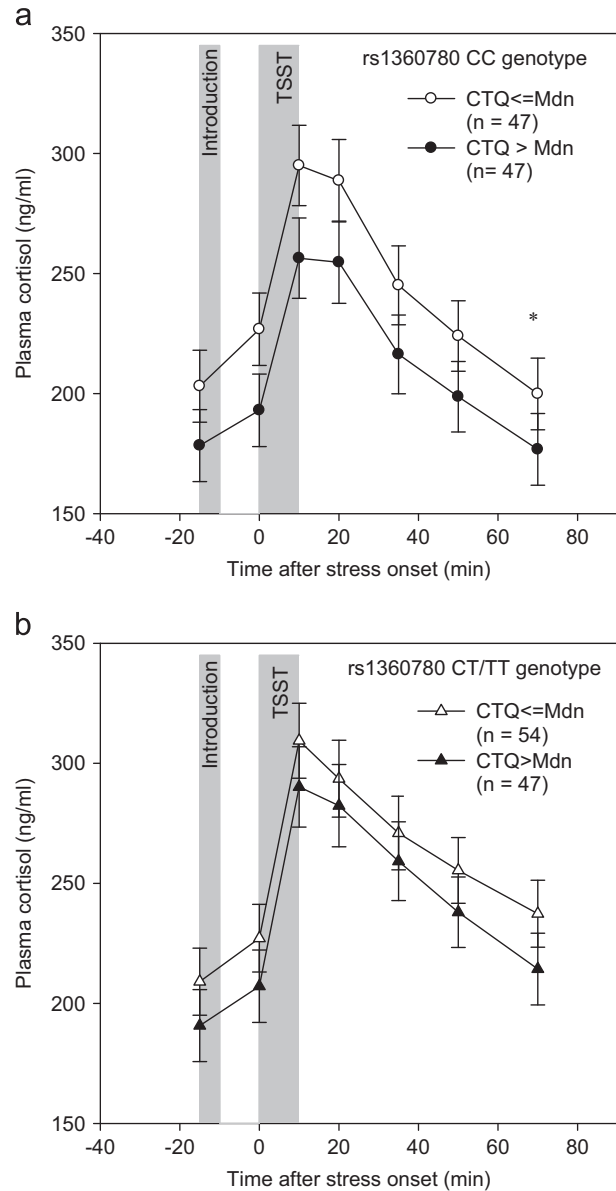 a
350
300
250
200
150
Plasma cortisol (ng/ml)
Introduction
TSST
rs1360780 CC genotype
CTQ<=Mdn
(n = 47)
CTQ > Mdn
(n= 47)
*
-40 -20 0 20 40 60 80
Time after stress onset (min)
b
350
300
250
200
150
Plasma cortisol (ng/ml)
Introduction
TSST
rs1360780 CT/TT genotype
CTQ<=Mdn
(n = 54)
CTQ>Mdn
(n = 47)
-40 -20 0 20 40 60 80
Time after stress onset (min)